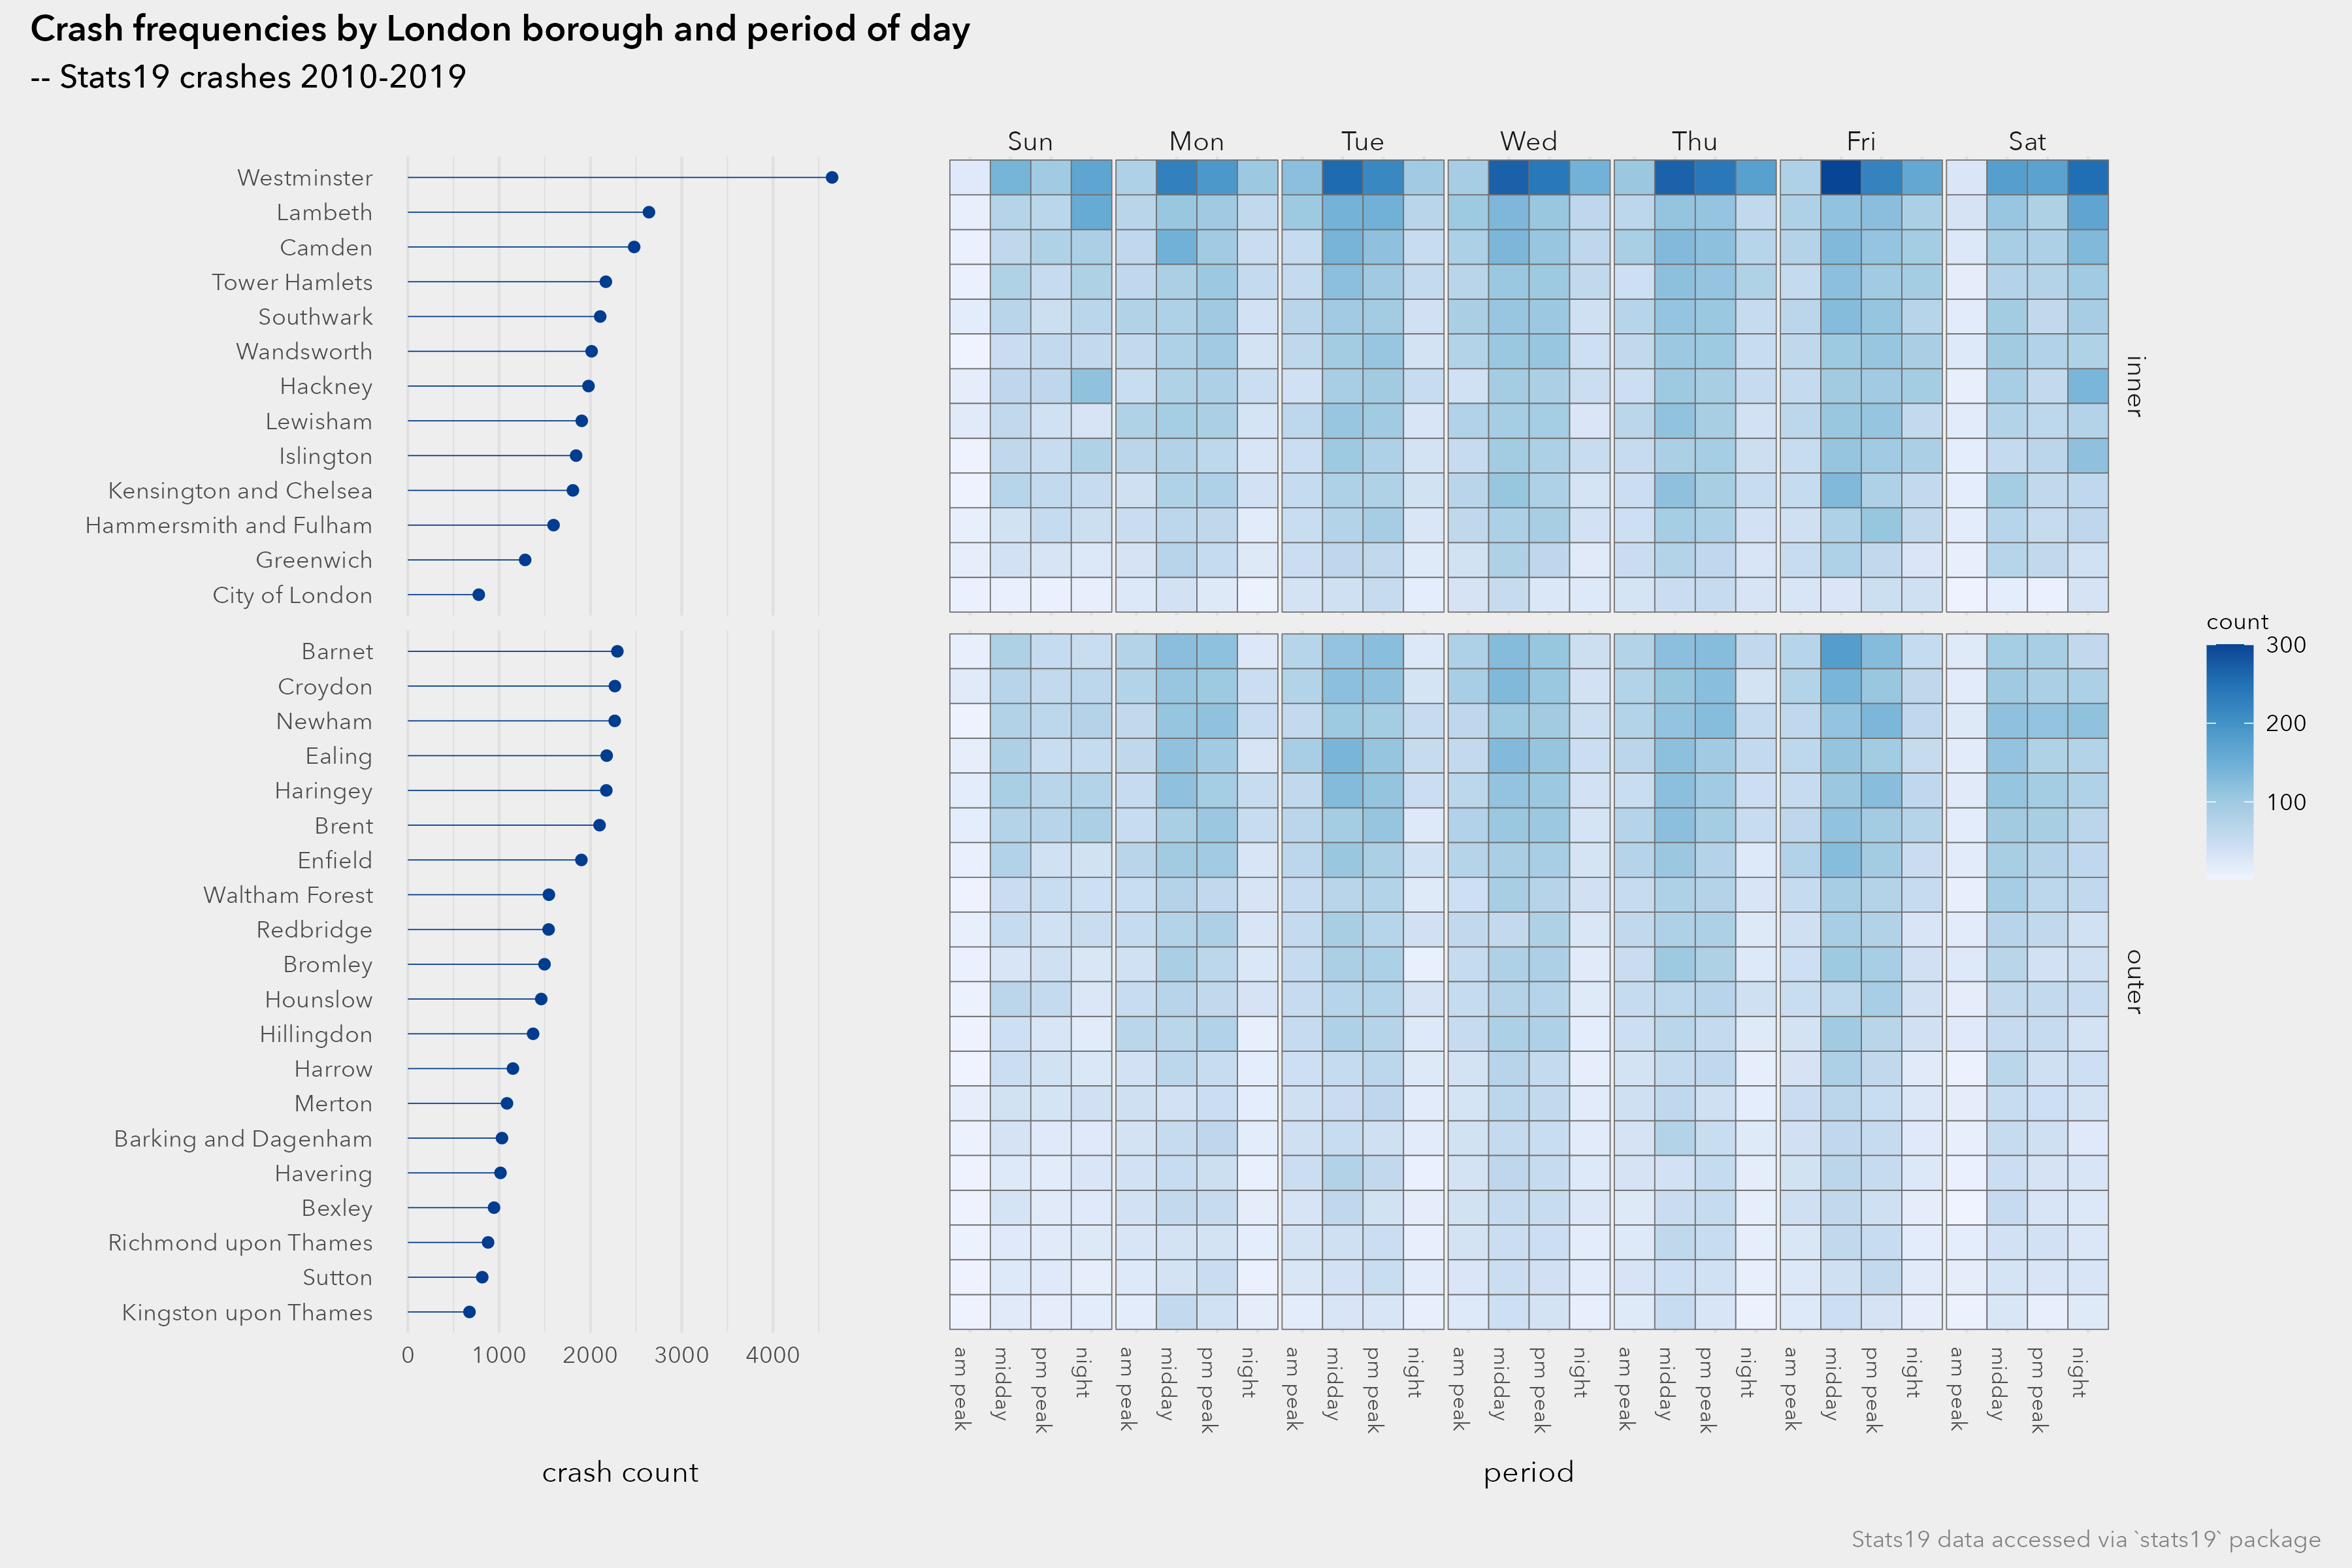 Crash frequencies by London borough and period of day
-- Stats19 crashes 2010-2019
Sun Mon Tue Wed Thu Fri Sat
Westminster
Lambeth
Camden
Tower Hamlets
Southwark
Wandsworth
Hackney
Lewisham
Islington
Kensington and Chelsea
Hammersmith and Fulham
Greenwich
City of London
inner
Barnet
Croydon
Newham
Ealing
Haringey
Brent
Enfield
Waltham Forest
Redbridge
Bromley
Hounslow
Hillingdon
Harrow
Merton
Barking and Dagenham
Havering
Bexley
Richmond upon Thames
Sutton
Kingston upon Thames
outer
count
300
200
100
0 1000 2000 3000 4000
am peak midday pm peak night am peak midday pm peak night am peak midday pm peak night am peak midday pm peak night am peak midday pm peak night am peak midday pm peak night am peak midday pm peak night
crash count
period
Stats19 data accessed via `stats19` package